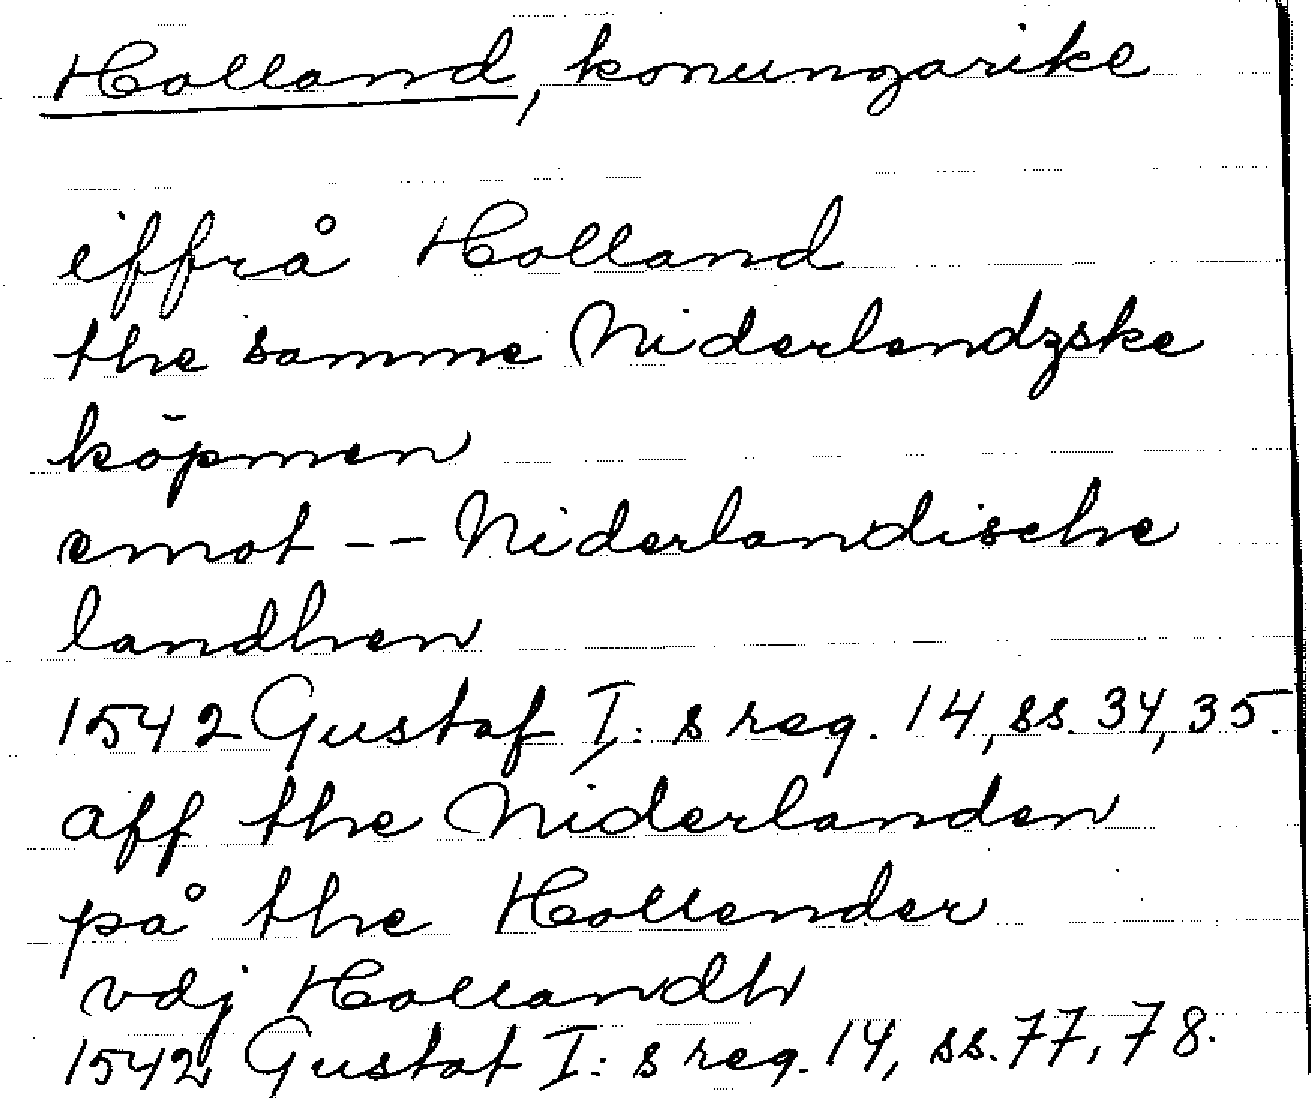 Holland, konungarike
iffrå Holland
the samme Niderlendzske
köpmen
emot -- Niderlandische
landhen
1542 Gustaf I: s reg. 14, ss. 34, 35.
aff the Niderlanden
på the Hollender
vdj Hollandh
1542 Gustaf I: s reg. 14, ss. 77, 78.